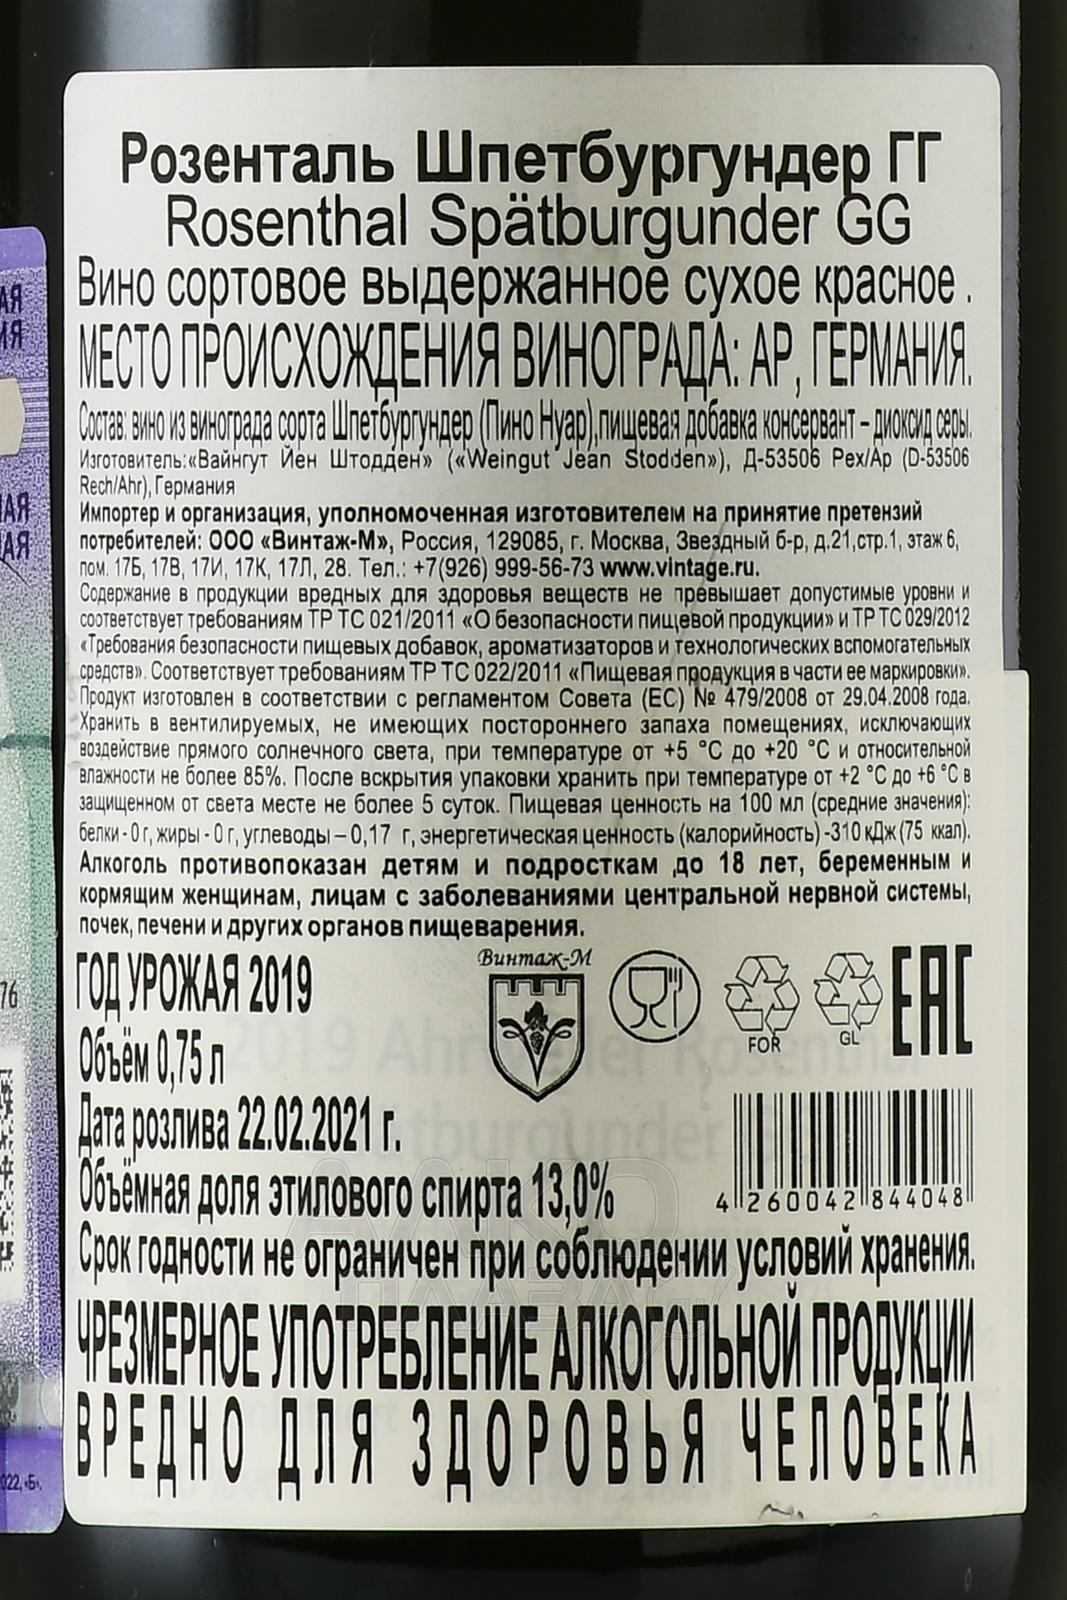 Розенталь Шпетбургундер ГГ
Rosenthal Spätburgunder GG
Вино сортовое выдержанное сухое красное .
МЕСТО ПРОИСХОЖДЕНИЯ ВИНОГРАДА: АР, ГЕРМАНИЯ.
Состав: вино из винограда сорта Шпетбургундер (Пино Нуар),пищевая добавка консервант – диоксид серы.
Изготовитель:«Вайнгут Йен Штодден» («Weingut Jean Stodden»), Д-53506 Рех/Ар (D-53506
Rech/Ahr), Германия
Импортер и организация, уполномоченная изготовителем на принятие претензий
потребителей: ООО «Винтаж-М», Россия, 129085, г. Москва, Звездный б-р, д.21,стр.1, этаж 6,
пом. 17Б, 17В, 17И, 17К, 17Л, 28. Тел.: +7(926) 999-56-73 www.vintage.ru.
Содержание в продукции вредных для здоровья веществ не превышает допустимые уровни и
соответствует требованиям ТР ТС 021/2011 «О безопасности пищевой продукции» и ТР ТС 029/2012
«Требования безопасности пищевых добавок, ароматизаторов и технологических вспомогательных
средств». Соответствует требованиям ТР ТС 022/2011 «Пищевая продукция в части ее маркировки».
Продукт изготовлен в соответствии с регламентом Совета (ЕС) № 479/2008 от 29.04.2008 года.
Хранить в вентилируемых, не имеющих постороннего запаха помещениях, исключающих
воздействие прямого солнечного света, при температуре от +5 °С до +20 °С и относительной
влажности не более 85%. После вскрытия упаковки хранить при температуре от +2 °С до +6 °С в
защищенном от света месте не более 5 суток. Пищевая ценность на 100 мл (средние значения):
белки - 0 г, жиры - 0 г, углеводы – 0,17 г, энергетическая ценность (калорийность) -310 кДж (75 ккал).
Алкоголь противопоказан детям и подросткам до 18 лет, беременным и
кормящим женщинам, лицам с заболеваниями центральной нервной системы,
почек, печени и других органов пищеварения.
Винтаж-М
ГОД УРОЖАЯ 2019
FOR
GL
EAC
Объём 0,75 л
Дата розлива 22.02.2021 г.
Объёмная доля этилового спирта 13,0%
4 260042 844048
Срок годности не ограничен при соблюдении условий хранения.
ЧРЕЗМЕРНОЕ УПОТРЕБЛЕНИЕ АЛКОГОЛЬНОЙ ПРОДУКЦИИ
ВРЕДНО ДЛЯ ЗДОРОВЬЯ ЧЕЛОВЕКА